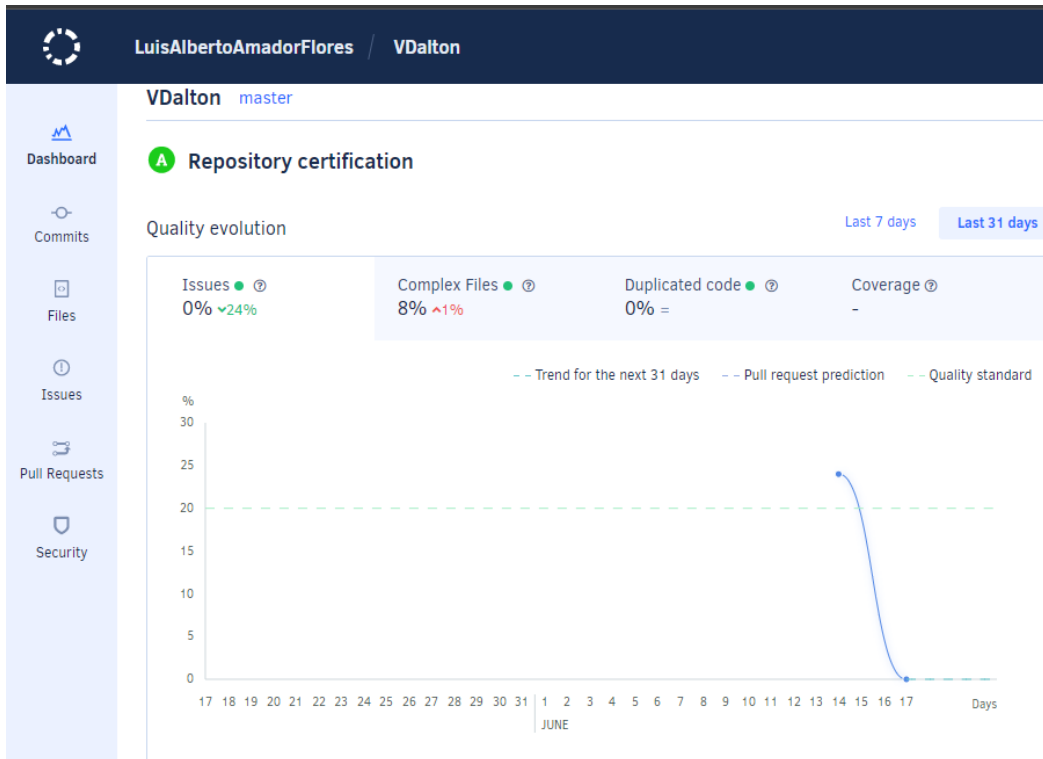 LuisAlbertoAmadorFlores / VDalton
VDalton master
Dashboard
A Repository certification
Commits
Quality evolution
Last 7 days Last 31 days
Files
Issues
Pull Requests
Security
Issues Complex Files Duplicated code Coverage
0% 24% 8% 1% 0% = -
Trend for the next 31 days Pull request prediction Quality standard
%
30
25
20
15
10
5
0
17 18 19 20 21 22 23 24 25 26 27 28 29 30 31 1 2 3 4 5 6 7 8 9 10 11 12 13 14 15 16 17 Days
JUNE